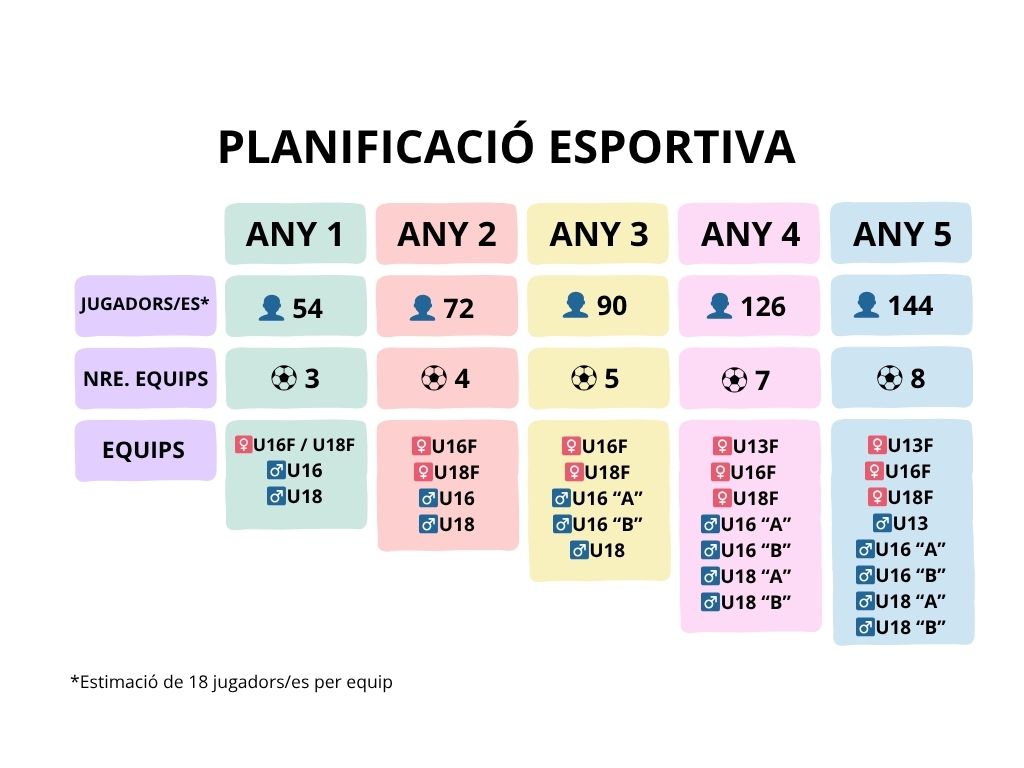 PLANIFICACIÓ ESPORTIVA
ANY 1 ANY 2 ANY 3 ANY 4 ANY 5
JUGADORS/ES* 54 72 90 126 144
NRE. EQUIPS 3 4 5 7 8
EQUIPS
U16F / U18F
U16
U18
U16F
U18F
U16
U18
U16F
U18F
U16 “A”
U16 “B”
U18
U13F
U16F
U18F
U16 “A”
U16 “B”
U18 “A”
U18 “B”
U13F
U16F
U18F
U13
U16 “A”
U16 “B”
U18 “A”
U18 “B”
*Estimació de 18 jugadors/es per equip